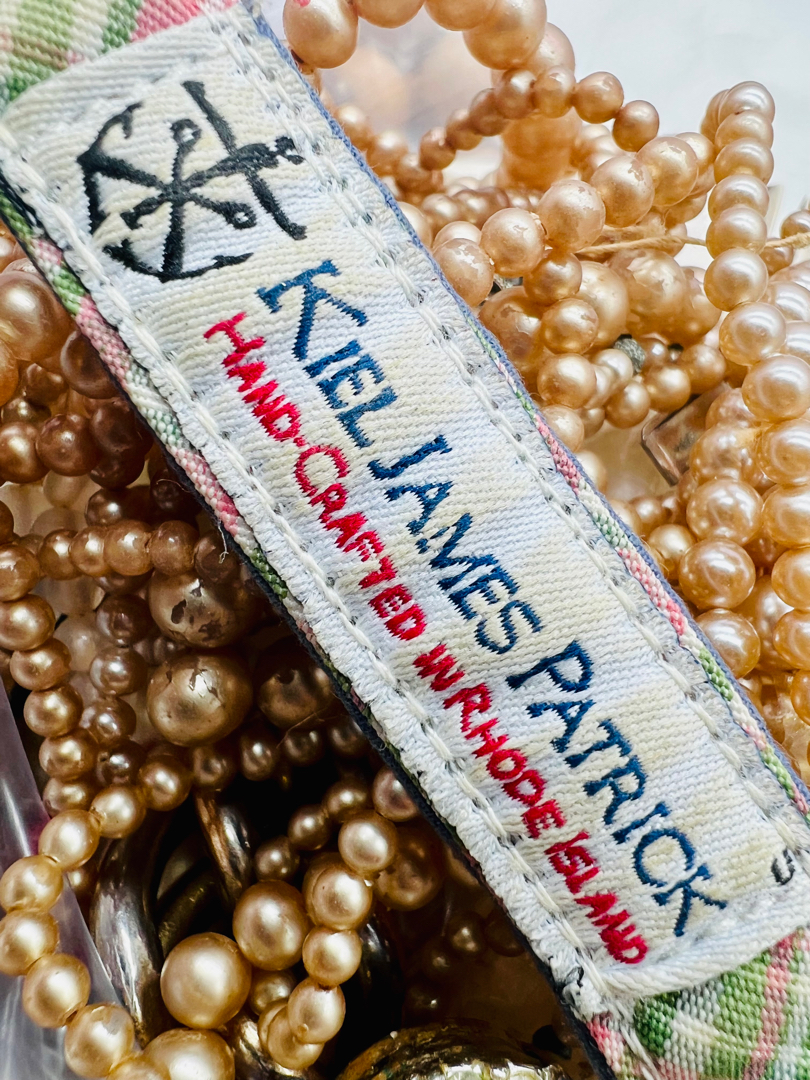 KIEL JAMES PATRICK
HAND-CRAFTED IN RHODE ISLAND
S